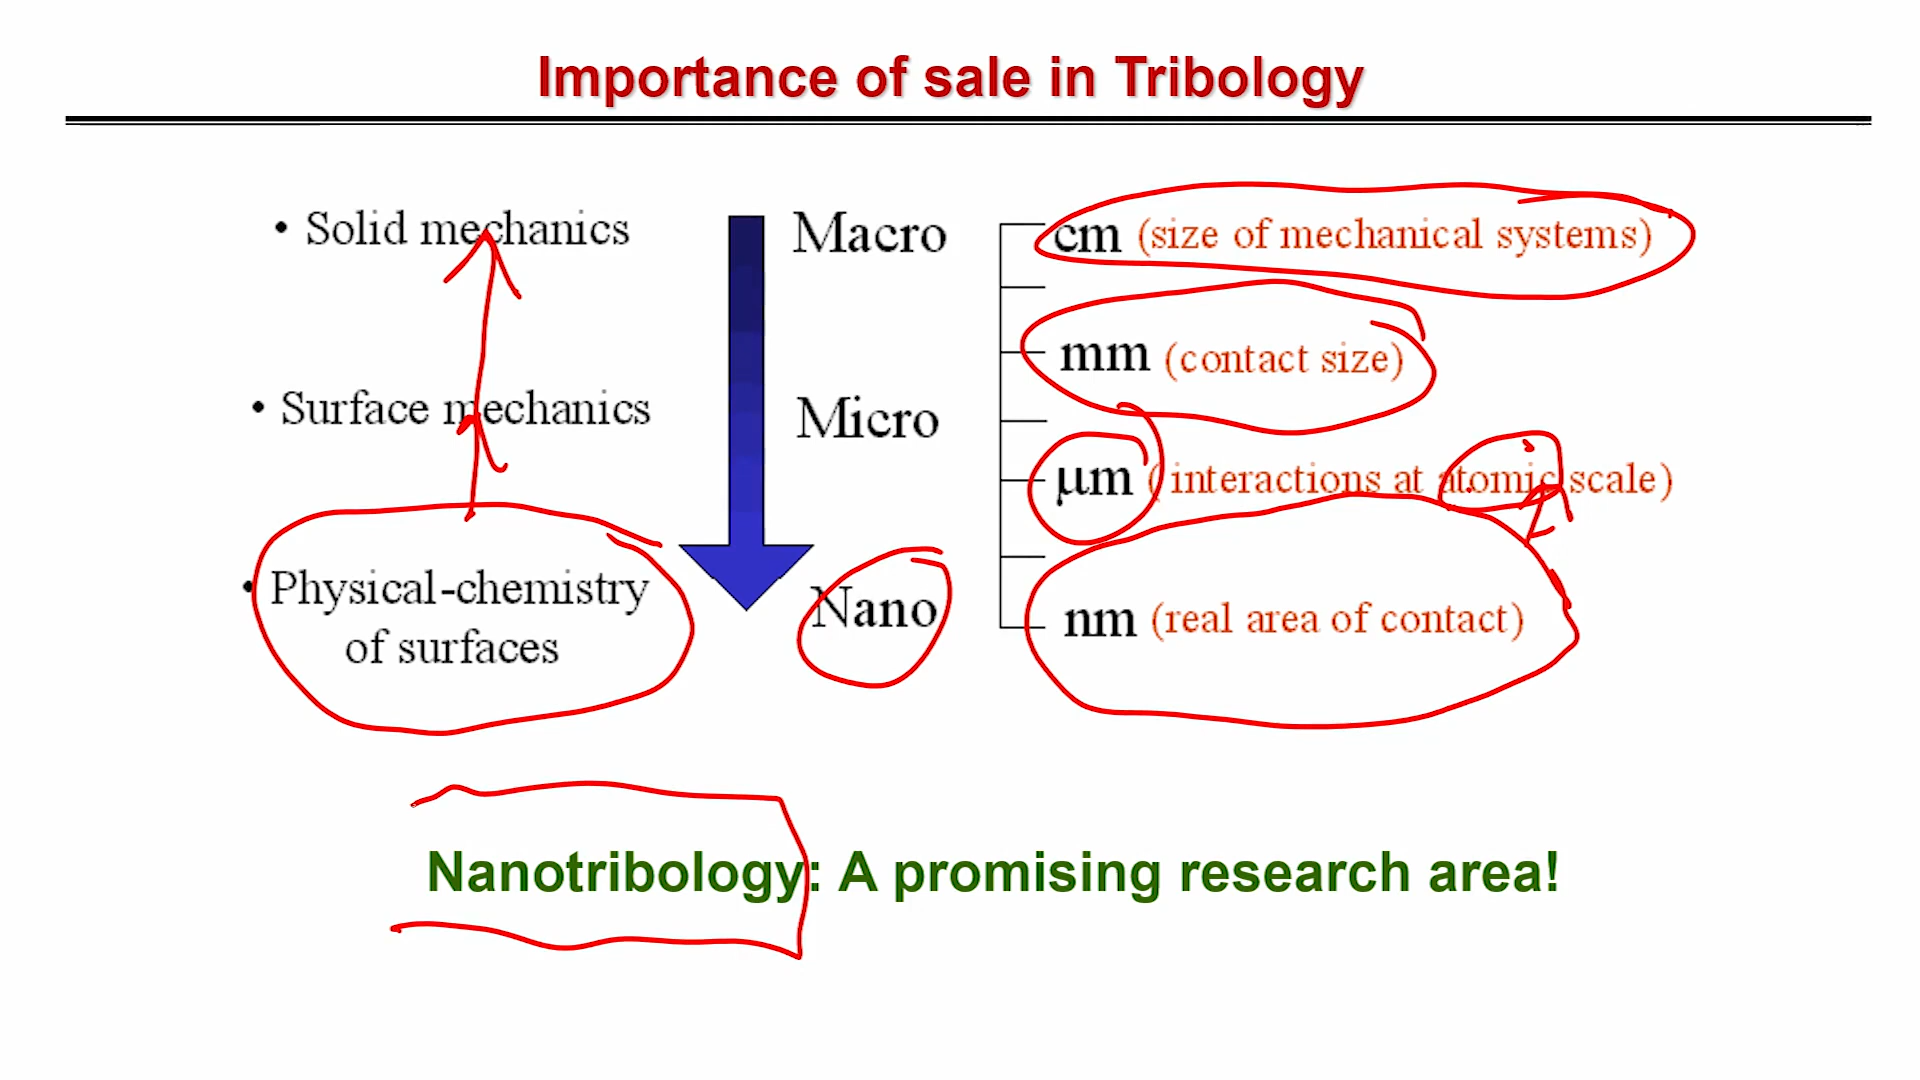 Importance of sale in Tribology
• Solid mechanics
Macro
cm (size of mechanical systems)
mm (contact size)
• Surface mechanics
Micro
μm ( interactions at atomic scale)
• Physical-chemistry
of surfaces
Nano
nm (real area of contact)
Nanotribology: A promising research area!